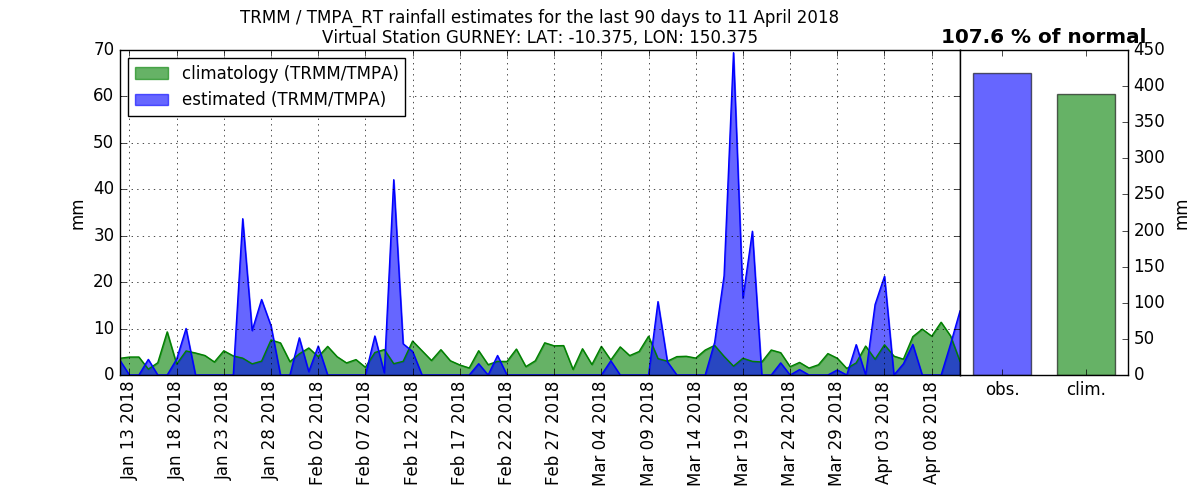 TRMM / TMPA_RT rainfall estimates for the last 90 days to 11 April 2018
Virtual Station GURNEY: LAT: -10.375, LON: 150.375
107.6 % of normal
climatology (TRMM/TMPA)
estimated (TRMM/TMPA)
70
60
50
40
30
20
10
0
mm
Jan 13 2018
Jan 18 2018
Jan 23 2018
Jan 28 2018
Feb 02 2018
Feb 07 2018
Feb 12 2018
Feb 17 2018
Feb 22 2018
Feb 27 2018
Mar 04 2018
Mar 09 2018
Mar 14 2018
Mar 19 2018
Mar 24 2018
Mar 29 2018
Apr 03 2018
Apr 08 2018
obs.
clim.
450
400
350
300
250
200
150
100
50
0
mm